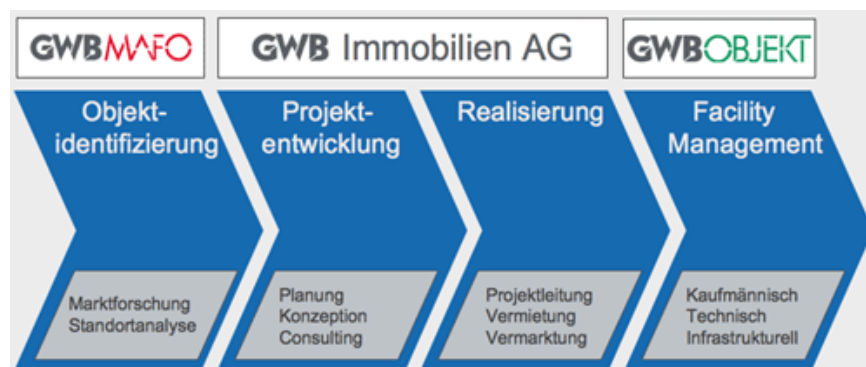 GWBMAFO
GWB Immobilien AG
GWBOBJEKT
Objekt-
identifizierung
Projekt-
entwicklung
Realisierung
Facility
Management
Marktforschung
Standortanalyse
Planung
Konzeption
Consulting
Projektleitung
Vermietung
Vermarktung
Kaufmännisch
Technisch
Infrastrukturell